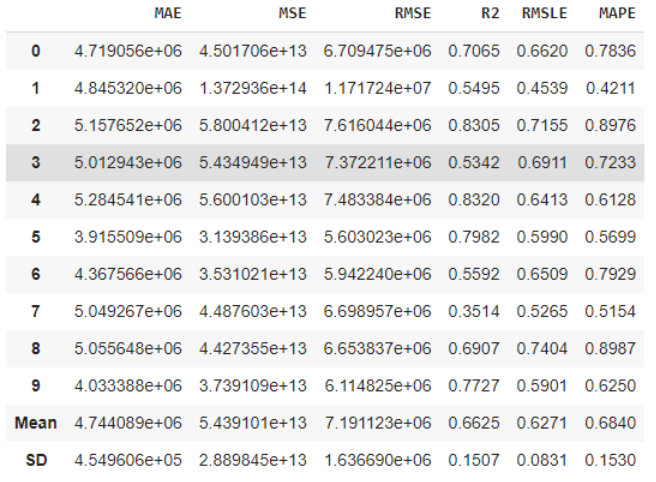 MAE MSE RMSE R2 RMSLE MAPE
0 4.719056e+06 4.501706e+13 6.709475e+06 0.7065 0.6620 0.7836
1 4.845320e+06 1.372936e+14 1.171724e+07 0.5495 0.4539 0.4211
2 5.157652e+06 5.800412e+13 7.616044e+06 0.8305 0.7155 0.8976
3 5.012943e+06 5.434949e+13 7.372211e+06 0.5342 0.6911 0.7233
4 5.284541e+06 5.600103e+13 7.483384e+06 0.8320 0.6413 0.6128
5 3.915509e+06 3.139386e+13 5.603023e+06 0.7982 0.5990 0.5699
6 4.367566e+06 3.531021e+13 5.942240e+06 0.5592 0.6509 0.7929
7 5.049267e+06 4.487603e+13 6.698957e+06 0.3514 0.5265 0.5154
8 5.055648e+06 4.427355e+13 6.653837e+06 0.6907 0.7404 0.8987
9 4.033388e+06 3.739109e+13 6.114825e+06 0.7727 0.5901 0.6250
Mean 4.744089e+06 5.439101e+13 7.191123e+06 0.6625 0.6271 0.6840
SD 4.549606e+05 2.889845e+13 1.636690e+06 0.1507 0.0831 0.1530